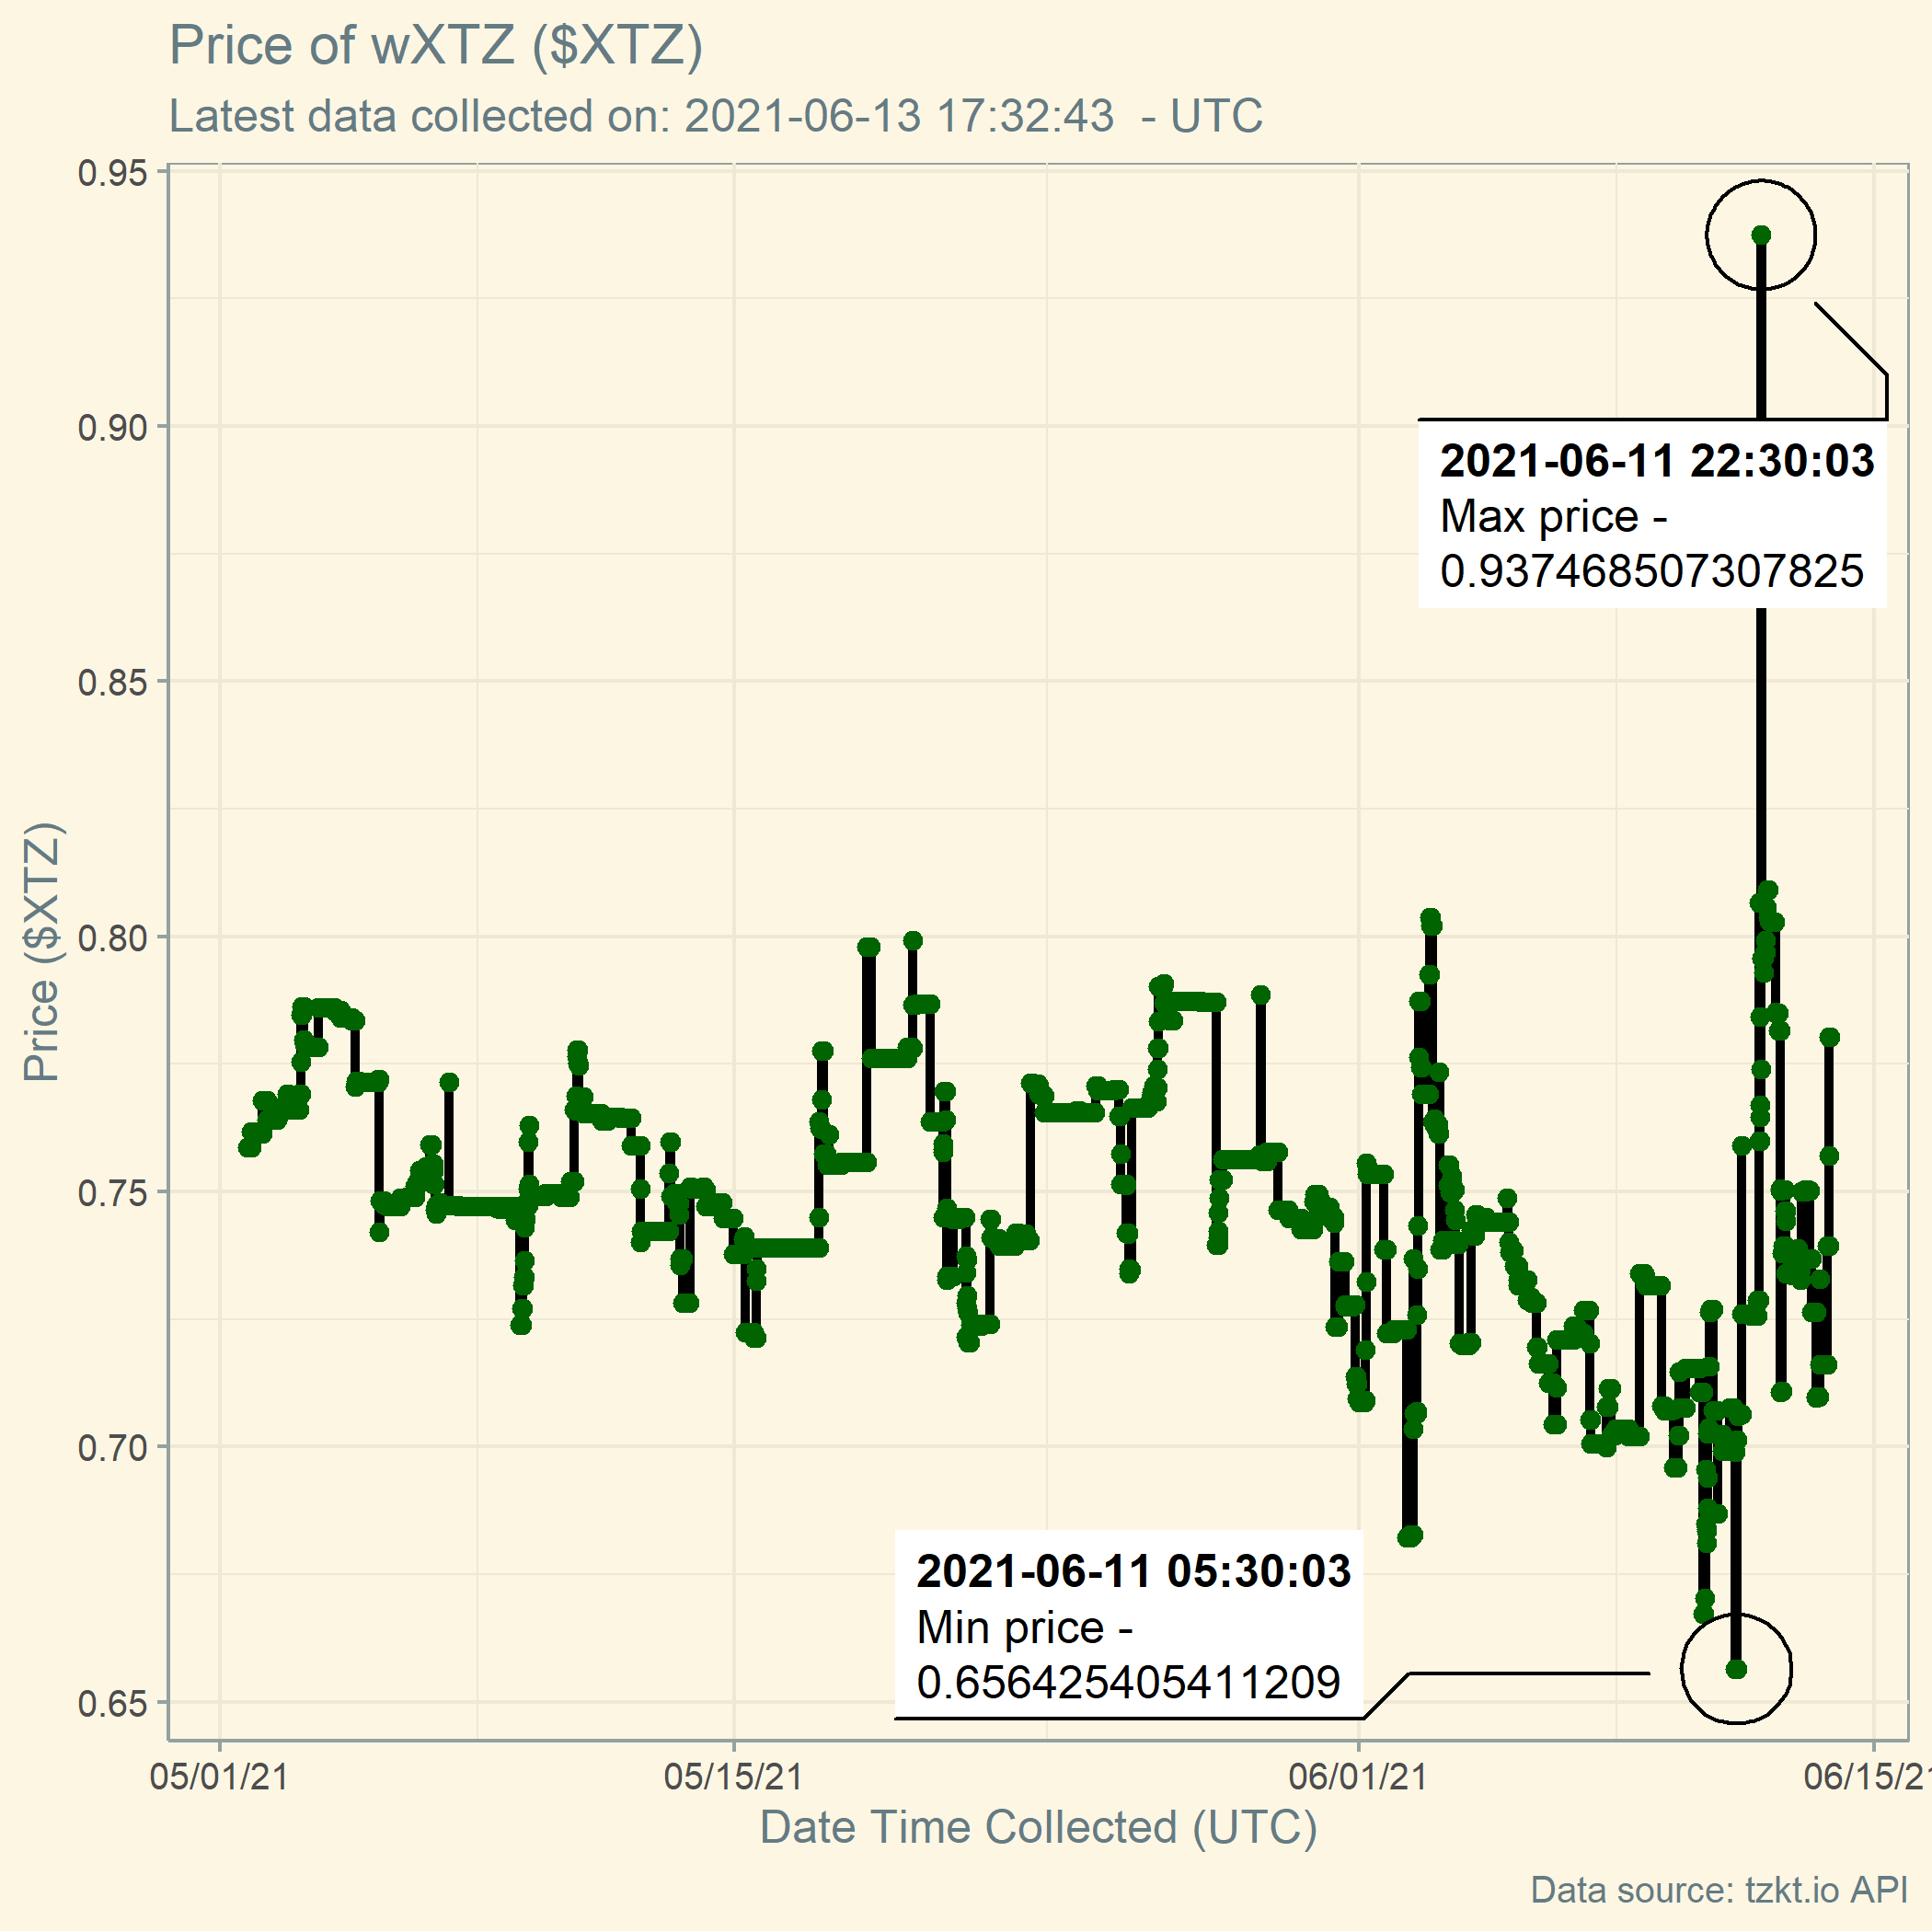 Price of wXTZ ($XTZ)
Latest data collected on: 2021-06-13 17:32:43 - UTC
0.95
0.90
0.85
0.80
0.75
0.70
0.65
Price ($XTZ)
2021-06-11 22:30:03
Max price -
0.937468507307825
2021-06-11 05:30:03
Min price -
0.656425405411209
05/01/21
05/15/21
06/01/21
06/15/21
Date Time Collected (UTC)
Data source: tzkt.io API